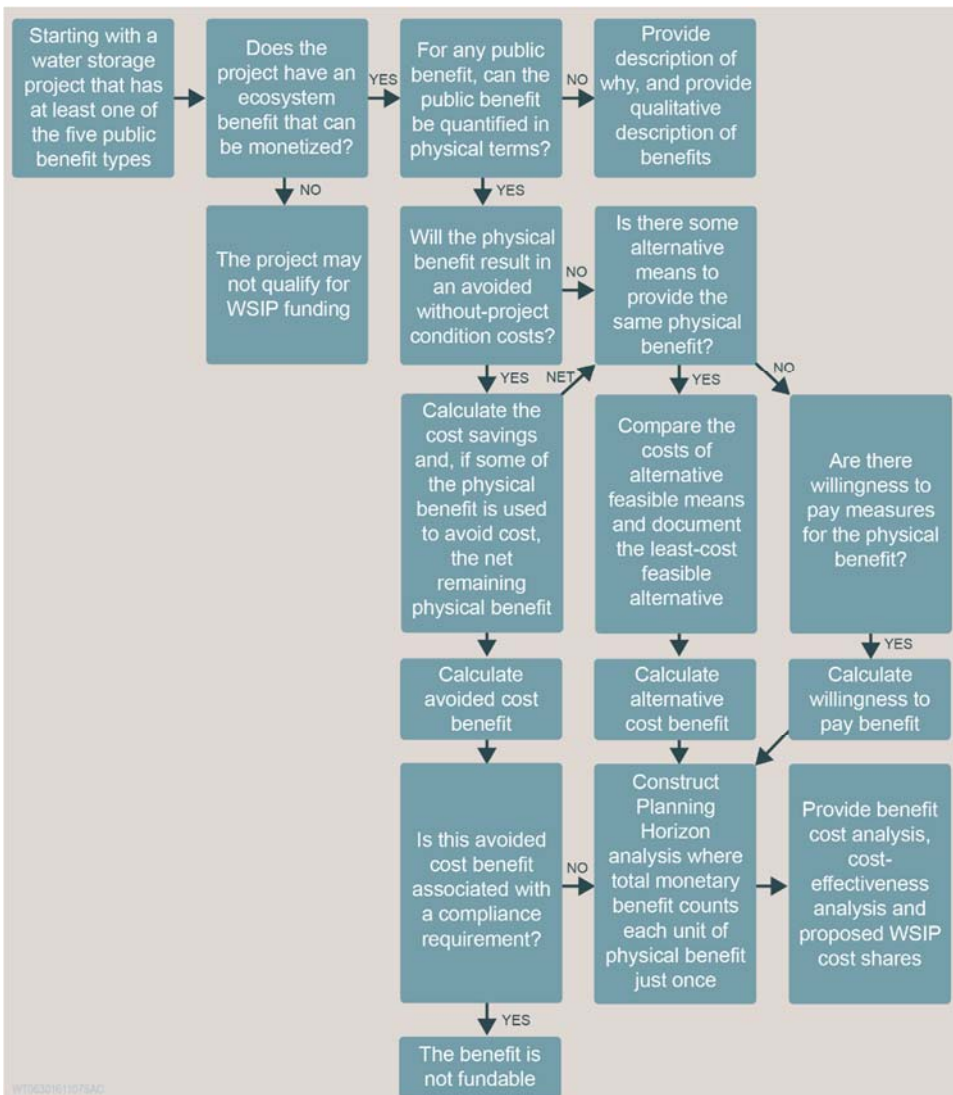 Starting with a
water storage
project that has
at least one of
the five public
benefit types
Does the
project have an
ecosystem
benefit that can
be monetized?
YES
For any public
benefit, can the
public benefit
be quantified in
physical terms?
NO
Provide
description of
why, and provide
qualitative
description of
benefits
NO
YES
The project may
not qualify for
WSIP funding
Will the physical
benefit result in
an avoided
without-project
condition costs?
NO
Is there some
alternative
means to
provide the
same physical
benefit?
YES
NET
YES
NO
Calculate the
cost savings
and, if some of
the physical
benefit is used
to avoid cost,
the net
remaining
physical benefit
Compare the
costs of
alternative
feasible means
and document
the least-cost
feasible
alternative
Are there
willingness to
pay measures
for the physical
benefit?
YES
Calculate
avoided cost
benefit
Calculate
alternative
cost benefit
Calculate
willingness to
pay benefit
Is this avoided
cost benefit
associated with
a compliance
requirement?
NO
Construct
Planning
Horizon
analysis where
total monetary
benefit counts
each unit of
physical benefit
just once
Provide benefit
cost analysis,
cost-
effectiveness
analysis and
proposed WSIP
cost shares
YES
The benefit is
not fundable